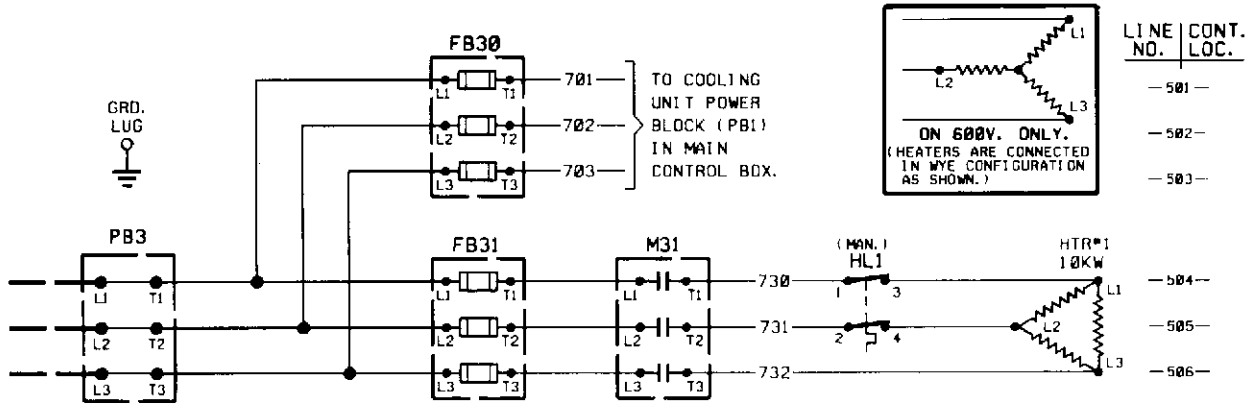 FB30
L1 T1 701
L2 T2 702
L3 T3 703
TO COOLING
UNIT POWER
BLOCK (PB1)
IN MAIN
CONTROL BOX.
GRD.
LUG
L1
L2
L3
ON 600V. ONLY.
(HEATERS ARE CONNECTED
IN WYE CONFIGURATION
AS SHOWN.)
LINE NO. CONT. LOC.
501
502
503
PB3
L1 T1
L2 T2
L3 T3
FB31
L1 T1
L2 T2
L3 T3
M31
L1 T1 730
L2 T2 731
L3 T3 732
(MAN.)
HL1
1 3
2 4
HTR#1
10KW
L1
L2
L3
504
505
506